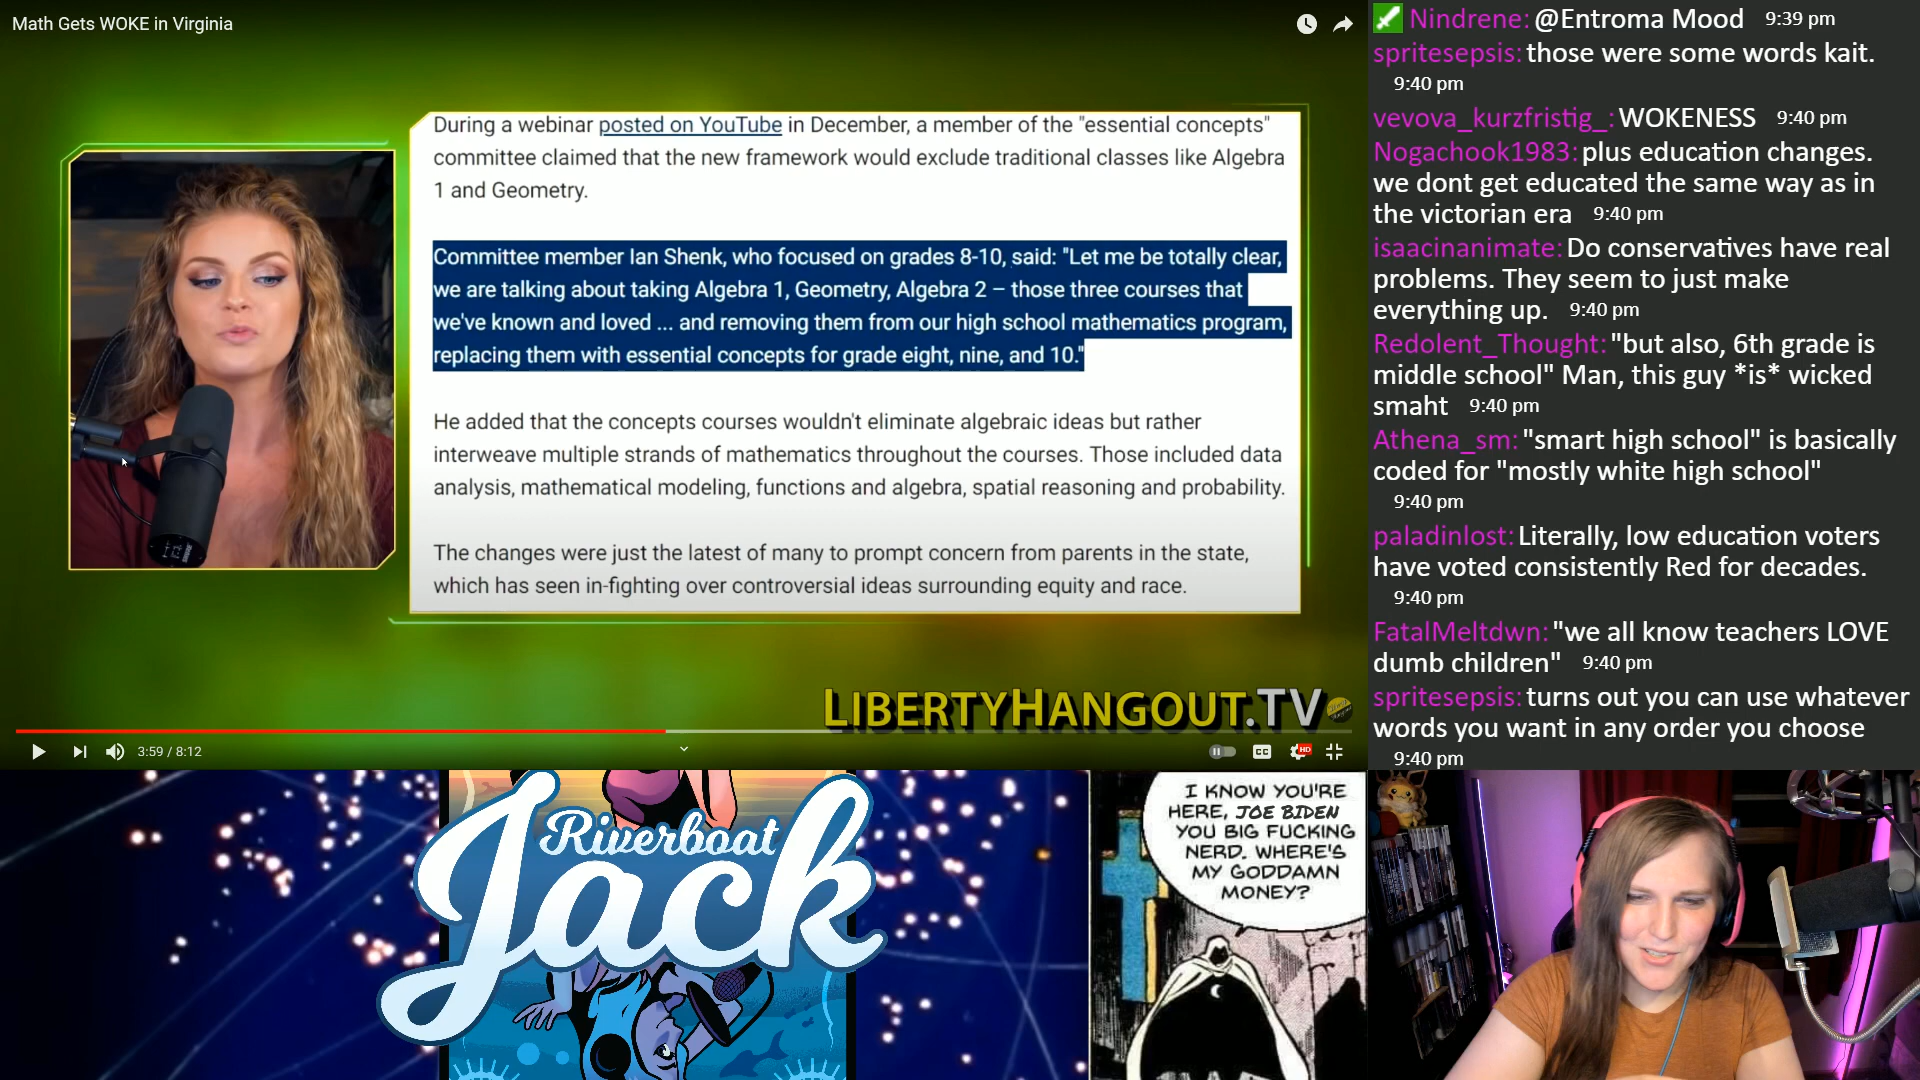 Math Gets WOKE in Virginia
During a webinar posted on YouTube in December, a member of the "essential concepts"
committee claimed that the new framework would exclude traditional classes like Algebra
1 and Geometry.
Committee member Ian Shenk, who focused on grades 8-10, said: "Let me be totally clear,
we are talking about taking Algebra 1, Geometry, Algebra 2 – those three courses that
we've known and loved ... and removing them from our high school mathematics program,
replacing them with essential concepts for grade eight, nine, and 10."
He added that the concepts courses wouldn't eliminate algebraic ideas but rather
interweave multiple strands of mathematics throughout the courses. Those included data
analysis, mathematical modeling, functions and algebra, spatial reasoning and probability.
The changes were just the latest of many to prompt concern from parents in the state,
which has seen in-fighting over controversial ideas surrounding equity and race.
LIBERTYHANGOUT.TV
3:59 / 8:12
CC
HD
Nindrene: @Entroma Mood 9:39 pm
spritesepsis: those were some words kait.
9:40 pm
vevova_kurzfristig_: WOKENESS 9:40 pm
Nogachook1983: plus education changes.
we dont get educated the same way as in
the victorian era 9:40 pm
isaacinanimate: Do conservatives have real
problems. They seem to just make
everything up. 9:40 pm
Redolent_Thought: "but also, 6th grade is
middle school" Man, this guy *is* wicked
smaht 9:40 pm
Athena_sm: "smart high school" is basically
coded for "mostly white high school"
9:40 pm
paladinlost: Literally, low education voters
have voted consistently Red for decades.
9:40 pm
FatalMeltdwn: "we all know teachers LOVE
dumb children" 9:40 pm
spritesepsis: turns out you can use whatever
words you want in any order you choose
9:40 pm
Riverboat
Jack
I KNOW YOU'RE
HERE, JOE BIDEN
YOU BIG FUCKING
NERD. WHERE'S
MY GODDAMN
MONEY?